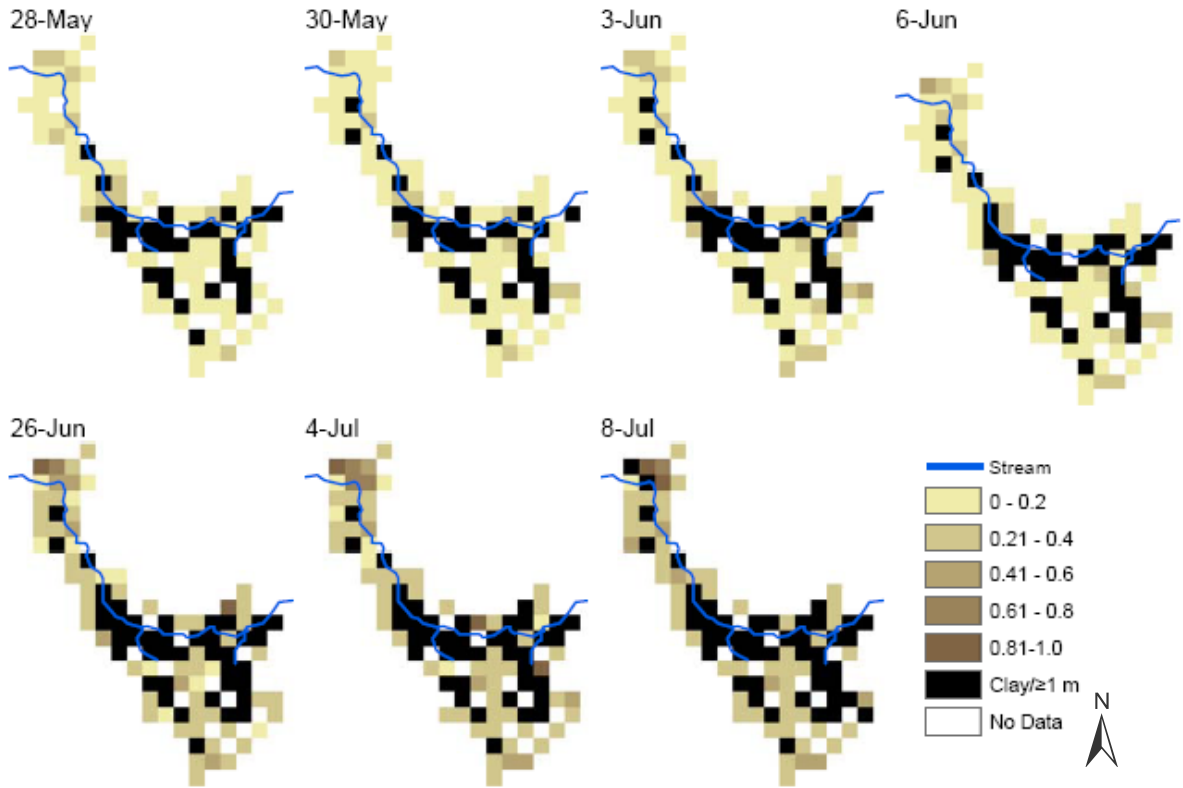 28-May
30-May
3-Jun
6-Jun
26-Jun
4-Jul
8-Jul
Stream
0 - 0.2
0.21 - 0.4
0.41 - 0.6
0.61 - 0.8
0.81-1.0
Clay/≥1 m
No Data
N